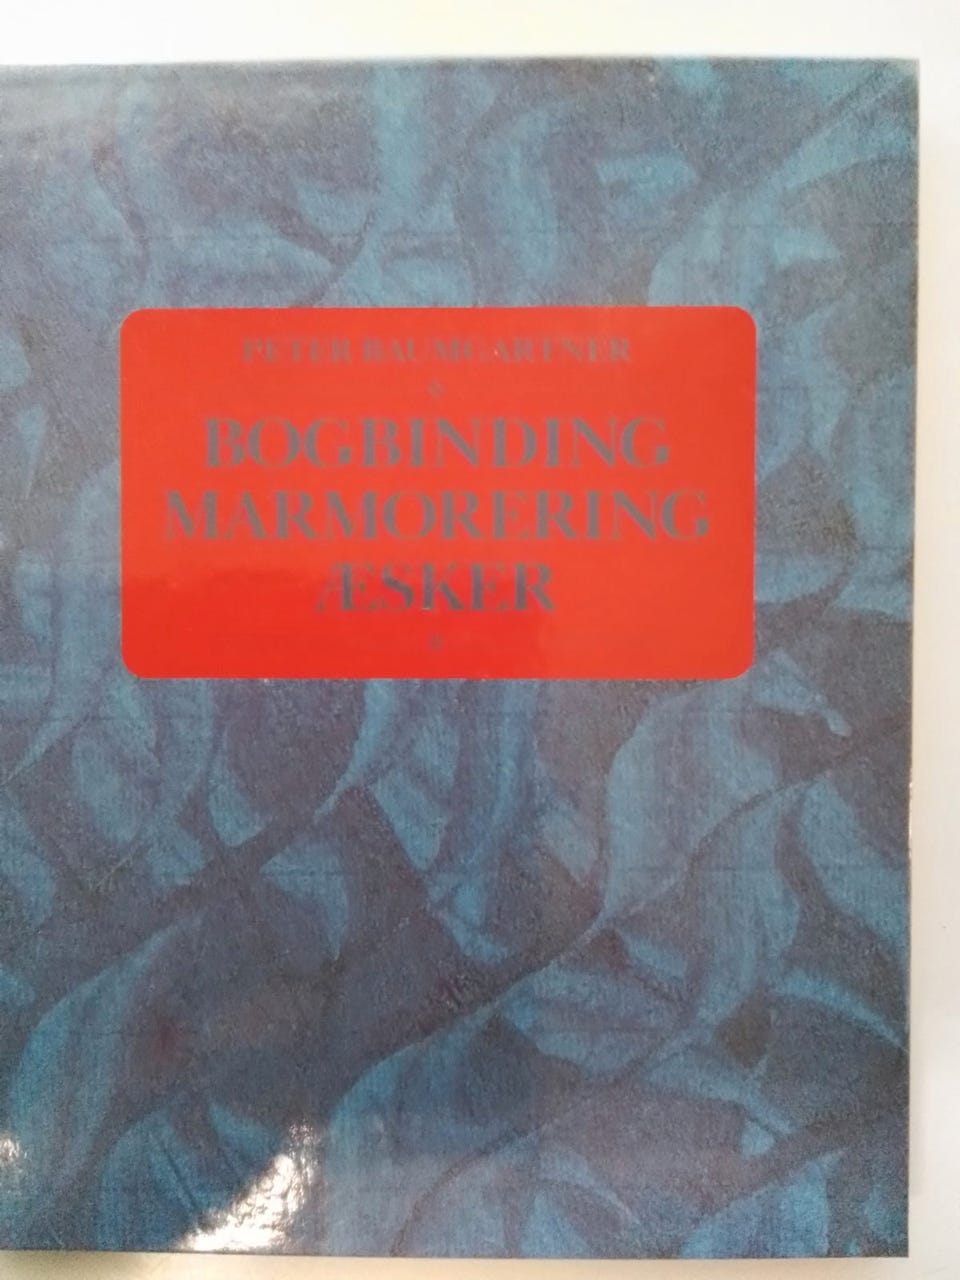 PETER BAUMGARTNER
BOGBINDING
MARMORERING
ÆSKER